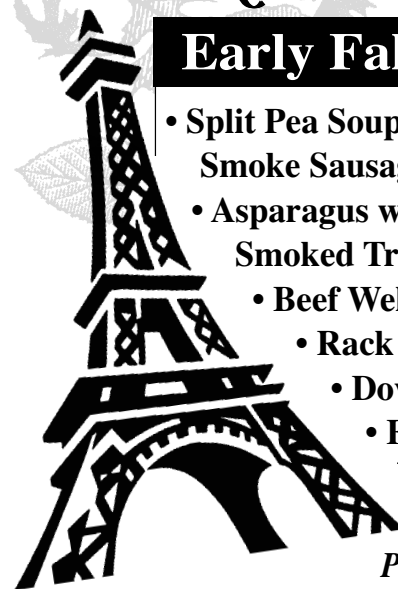 Early Fal
• Split Pea Soup
Smoke Sausag
• Asparagus w
Smoked Tr
• Beef Wel
• Rack
• Dov
•
P